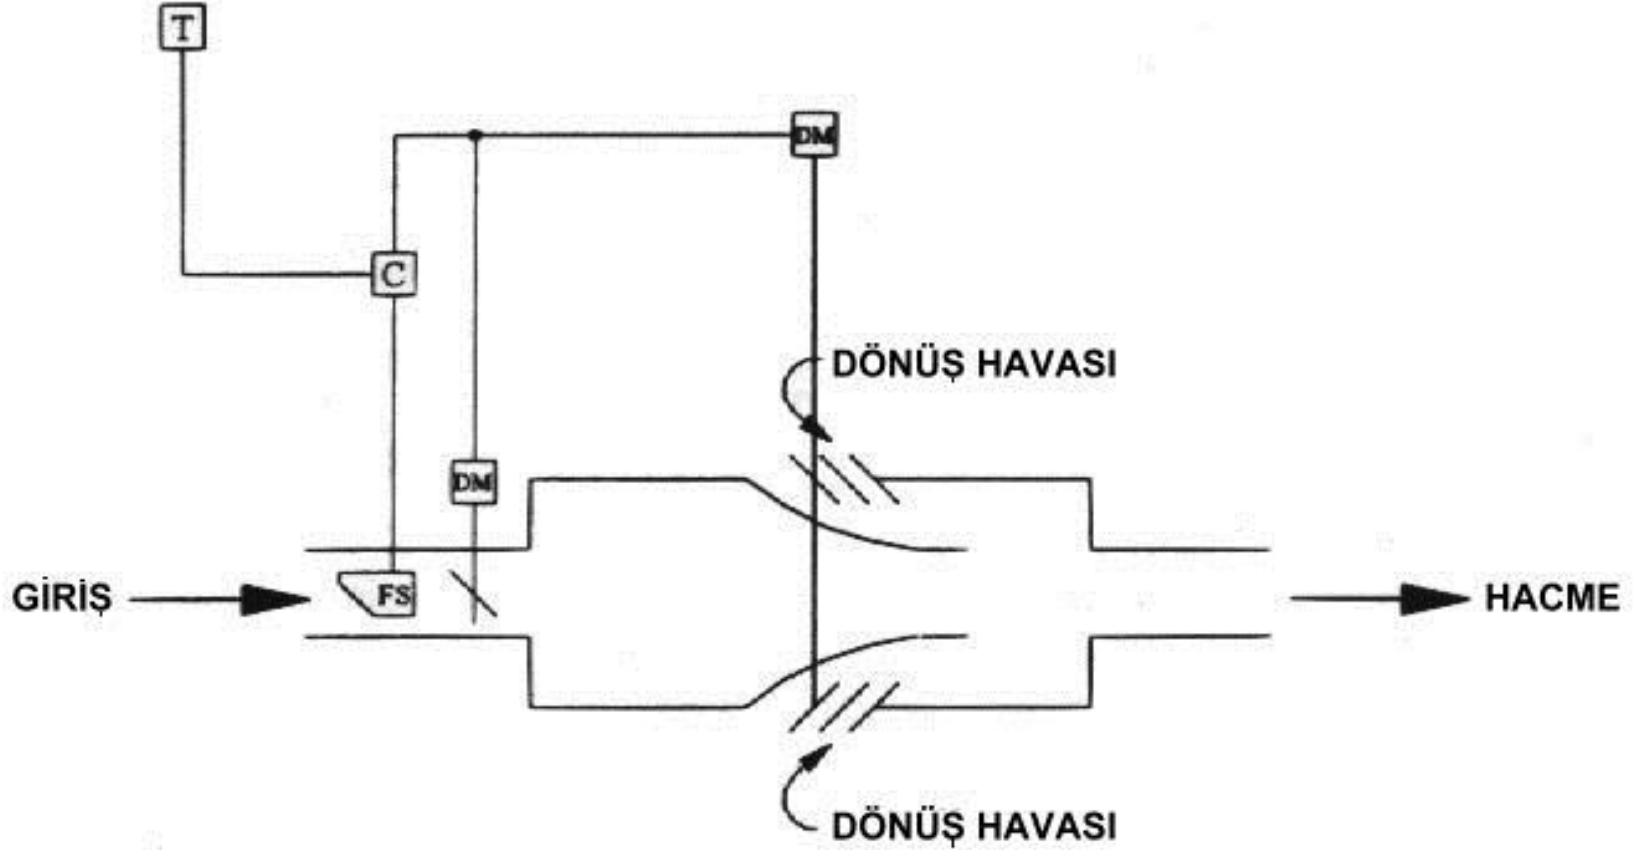 T
DM
C
DÖNÜŞ HAVASI
DM
GİRİŞ
FS
HACME
DÖNÜŞ HAVASI